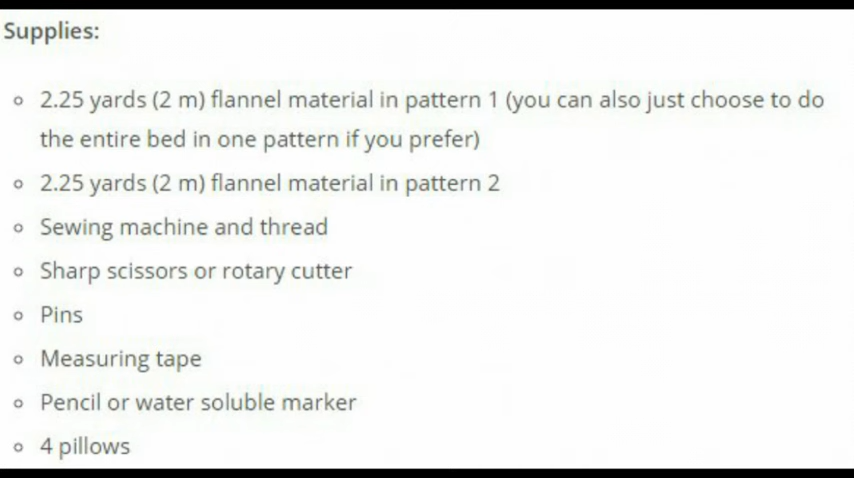 Supplies:
2.25 yards (2 m) flannel material in pattern 1 (you can also just choose to do
the entire bed in one pattern if you prefer)
2.25 yards (2 m) flannel material in pattern 2
Sewing machine and thread
Sharp scissors or rotary cutter
Pins
Measuring tape
Pencil or water soluble marker
4 pillows